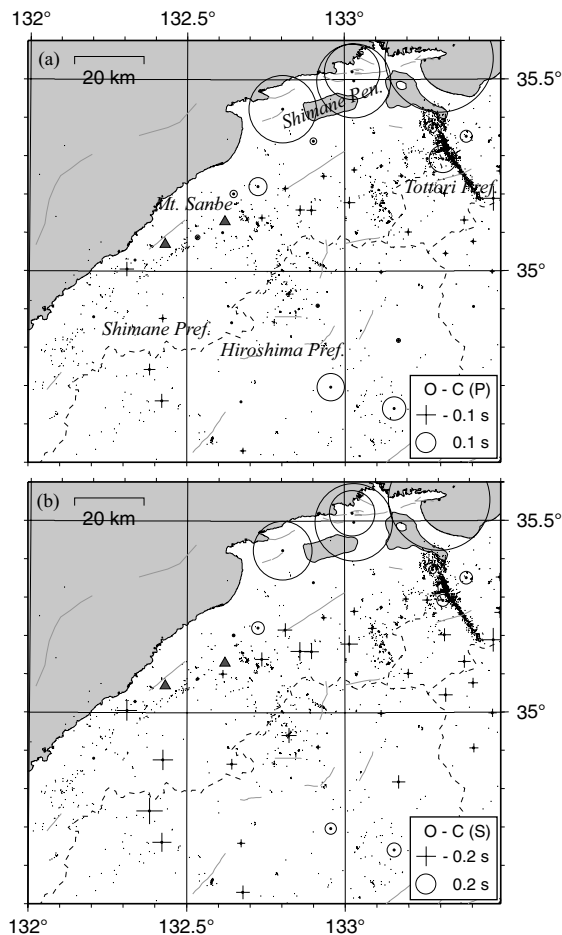 132° 132.5° 133°
(a)
20 km
35.5°
Shimane Pen.
Tottori Pref.
Mt. Sanbe
35°
Shimane Pref.
Hiroshima Pref.
O - C (P)
- 0.1 s
0.1 s
(b)
20 km
35.5°
35°
O - C (S)
- 0.2 s
0.2 s
132° 132.5° 133°